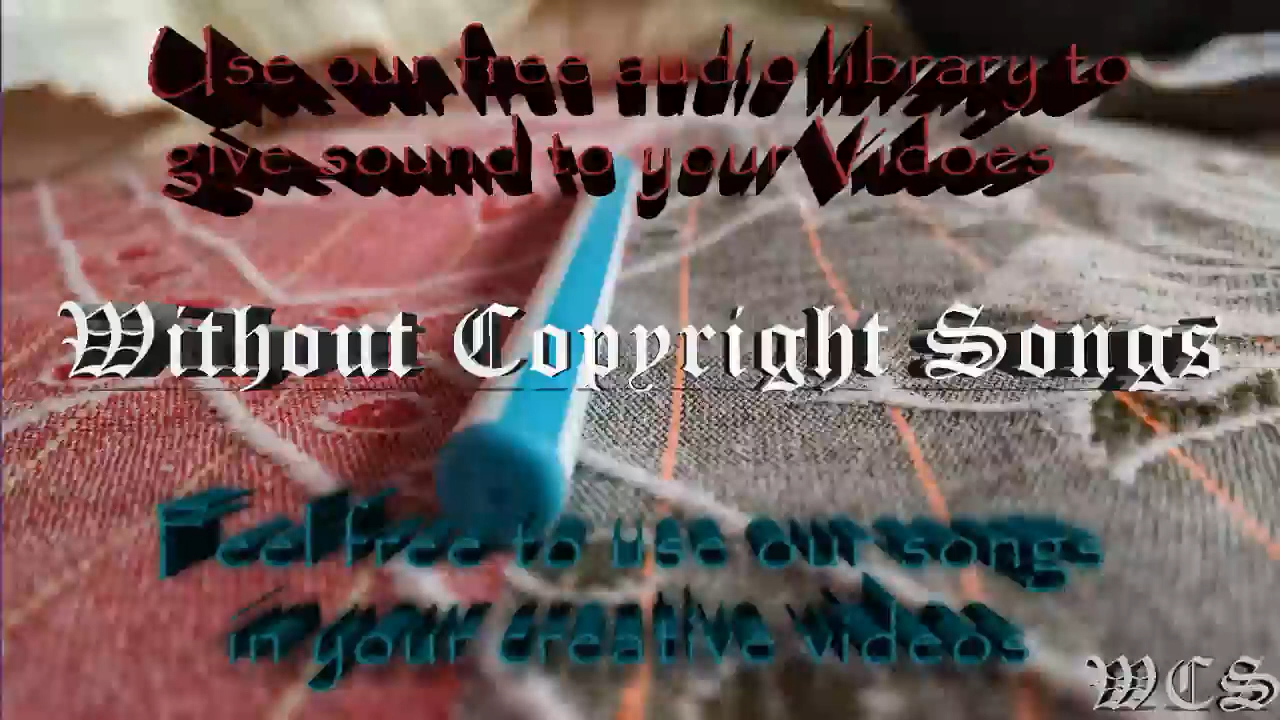 Use our free audio library to
give sound to your Vidoes
Without Copyright Songs
Feel free to use our songs
in your creative videos
WCS